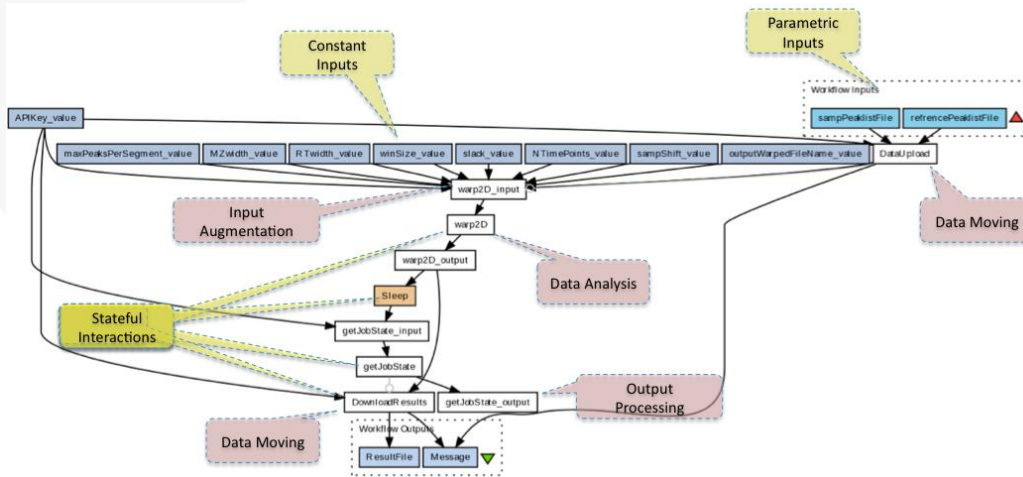 Parametric
Inputs
Constant
Inputs
Workflow Inputs
APIKey_value
sampPeaklistFile
refrencePeaklistFile
maxPeaksPerSegment_value
MZwidth_value
RTwidth_value
winSize_value
slack_value
NTimePoints_value
sampShift_value
outputWarpedFileName_value
DataUpload
warp2D_input
Input
Augmentation
Data Moving
warp2D
warp2D_output
Data Analysis
Sleep
Stateful
Interactions
getJobState_input
getJobState
Output
Processing
DownloadResults
getJobState_output
Data Moving
Workflow Outputs
ResultFile
Message